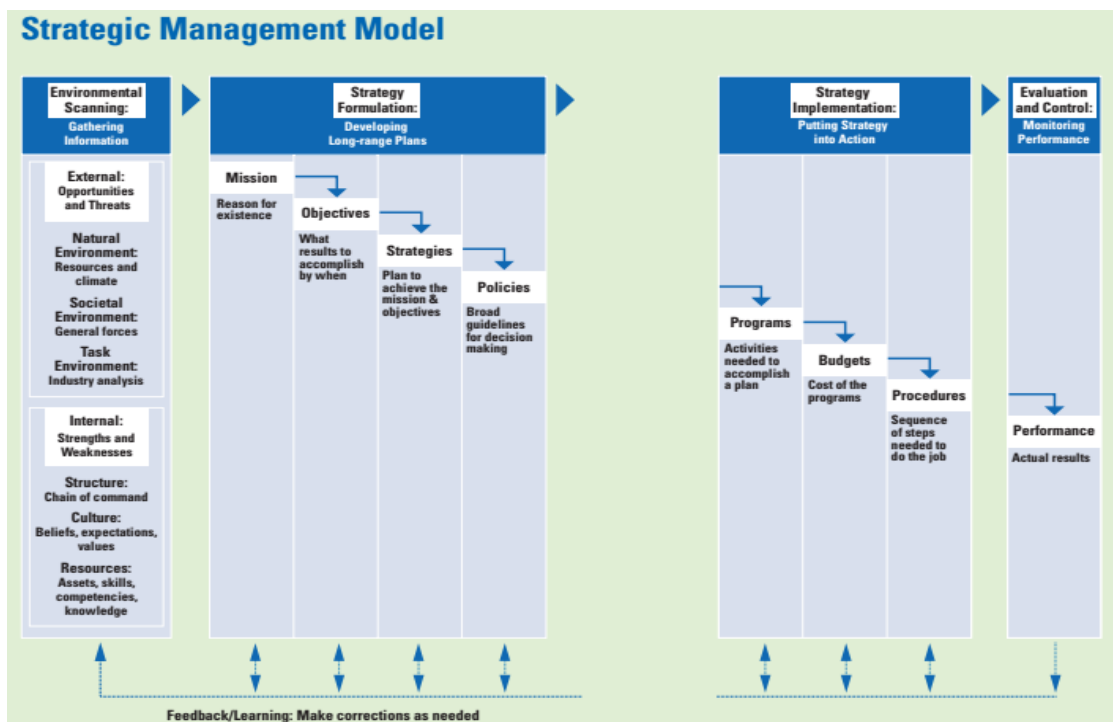 Strategic Management Model
Environmental
Scanning:
Gathering
Information
External:
Opportunities
and Threats
Natural
Environment:
Resources and
climate
Societal
Environment:
General forces
Task
Environment:
Industry analysis
Internal:
Strengths and
Weaknesses
Structure:
Chain of command
Culture:
Beliefs, expectations,
values
Resources:
Assets, skills,
competencies,
knowledge
Strategy
Formulation:
Developing
Long-range Plans
Mission
Reason for
existence
Objectives
What
results to
accomplish
by when
Strategies
Plan to
achieve the
mission &
objectives
Policies
Broad
guidelines
for decision
making
Strategy
Implementation:
Putting Strategy
into Action
Programs
Activities
needed to
accomplish
a plan
Budgets
Cost of the
programs
Procedures
Sequence
of steps
needed to
do the job
Evaluation
and Control:
Monitoring
Performance
Performance
Actual results
Feedback/Learning: Make corrections as needed